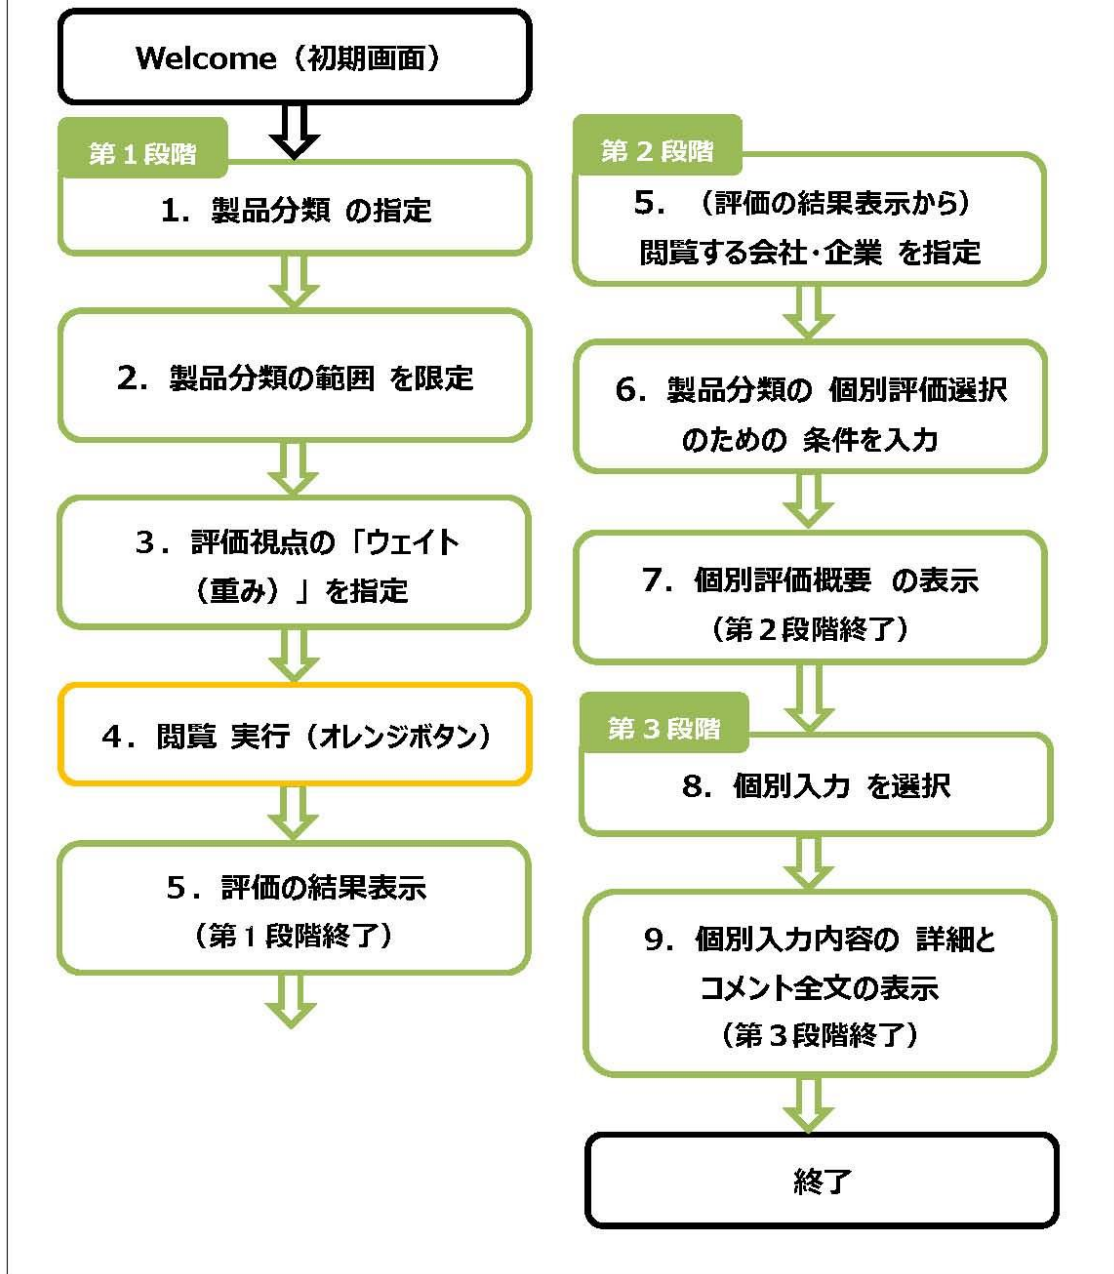 Welcome（初期画面）
第１段階
1．製品分類 の指定
2．製品分類の範囲 を限定
３．評価視点の「ウェイト
（重み）」を指定
４．閲覧 実行（オレンジボタン）
５．評価の結果表示
（第１段階終了）
第２段階
５．（評価の結果表示から）
閲覧する会社・企業 を指定
６．製品分類の 個別評価選択
のための 条件を入力
７．個別評価概要 の表示
（第２段階終了）
第３段階
８．個別入力 を選択
９．個別入力内容の 詳細と
コメント全文の表示
（第３段階終了）
終了